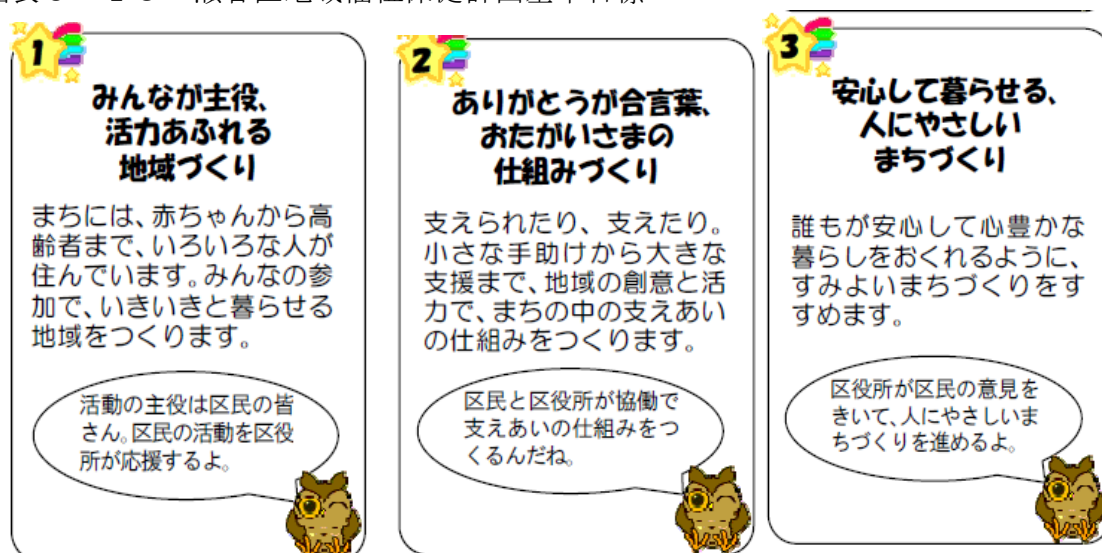 1
みんなが主役、
活力あふれる
地域づくり
まちには、赤ちゃんから高
齢者まで、いろいろな人が
住んでいます。みんなの参
加で、いきいきと暮らせる
地域をつくります。
活動の主役は区民の皆
さん。区民の活動を区役
所が応援するよ。
2
ありがとうが合言葉、
おたがいさまの
仕組みづくり
支えられたり、支えたり。
小さな手助けから大きな
支援まで、地域の創意と活
力で、まちの中の支えあい
の仕組みをつくります。
区民と区役所が協働で
支えあいの仕組みをつ
くるんだね。
3
安心して暮らせる、
人にやさしい
まちづくり
誰もが安心して心豊かな
暮らしをおくれるように、
すみよいまちづくりをす
すめます。
区役所が区民の意見を
きいて、人にやさしいま
ちづくりを進めるよ。